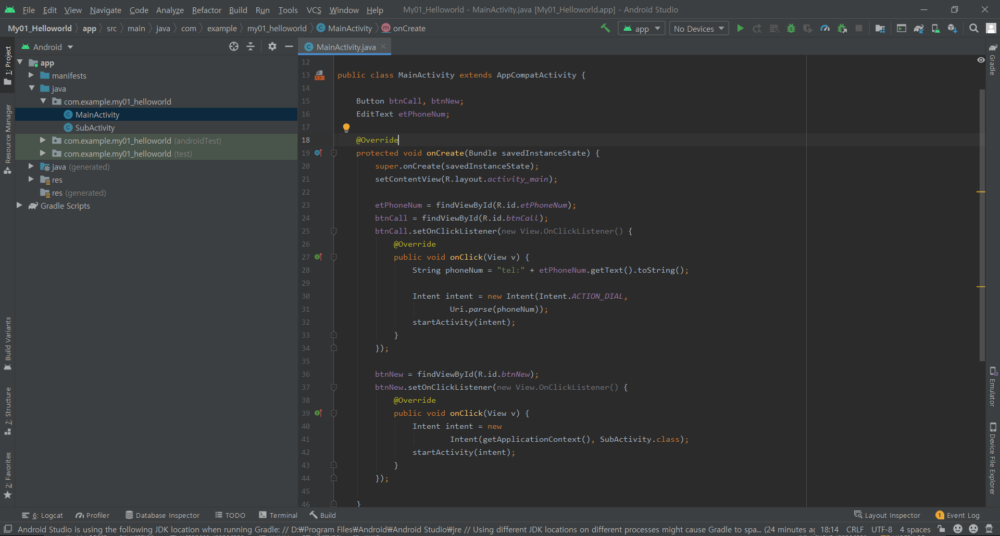 File Edit View Navigate Code Analyze Refactor Build Run Tools VCS Window Help My01_Helloworld - MainActivity.java [My01_Helloworld.app] - Android Studio
My01_Helloworld app src main java com example my01_helloworld MainActivity onCreate app No Devices
Android
MainActivity.java
1: Project
Resource Manager
Build Variants
7: Structure
2: Favorites
app
manifests
java
com.example.my01_helloworld
MainActivity
SubActivity
com.example.my01_helloworld (androidTest)
com.example.my01_helloworld (test)
java (generated)
res
res (generated)
Gradle Scripts
12
13 public class MainActivity extends AppCompatActivity {
14
15 Button btnCall, btnNew;
16 EditText etPhoneNum;
17
18 @Override
19 protected void onCreate(Bundle savedInstanceState) {
20 super.onCreate(savedInstanceState);
21 setContentView(R.layout.activity_main);
22
23 etPhoneNum = findViewById(R.id.etPhoneNum);
24 btnCall = findViewById(R.id.btnCall);
25 btnCall.setOnClickListener(new View.OnClickListener() {
26 @Override
27 public void onClick(View v) {
28 String phoneNum = "tel:" + etPhoneNum.getText().toString();
29
30 Intent intent = new Intent(Intent.ACTION_DIAL,
31 Uri.parse(phoneNum));
32 startActivity(intent);
33 }
34 });
35
36 btnNew = findViewById(R.id.btnNew);
37 btnNew.setOnClickListener(new View.OnClickListener() {
38 @Override
39 public void onClick(View v) {
40 Intent intent = new
41 Intent(getApplicationContext(), SubActivity.class);
42 startActivity(intent);
43 }
44 });
45
46 }
Gradle
Emulator
Device File Explorer
6: Logcat Profiler Database Inspector TODO Terminal Build Layout Inspector 1 Event Log
Android Studio is using the following JDK location when running Gradle: // D:₩Program Files₩Android₩Android Studio₩jre // Using different JDK locations on different processes might cause Gradle to spa... (24 minutes ac 18:14 CRLF UTF-8 4 spaces